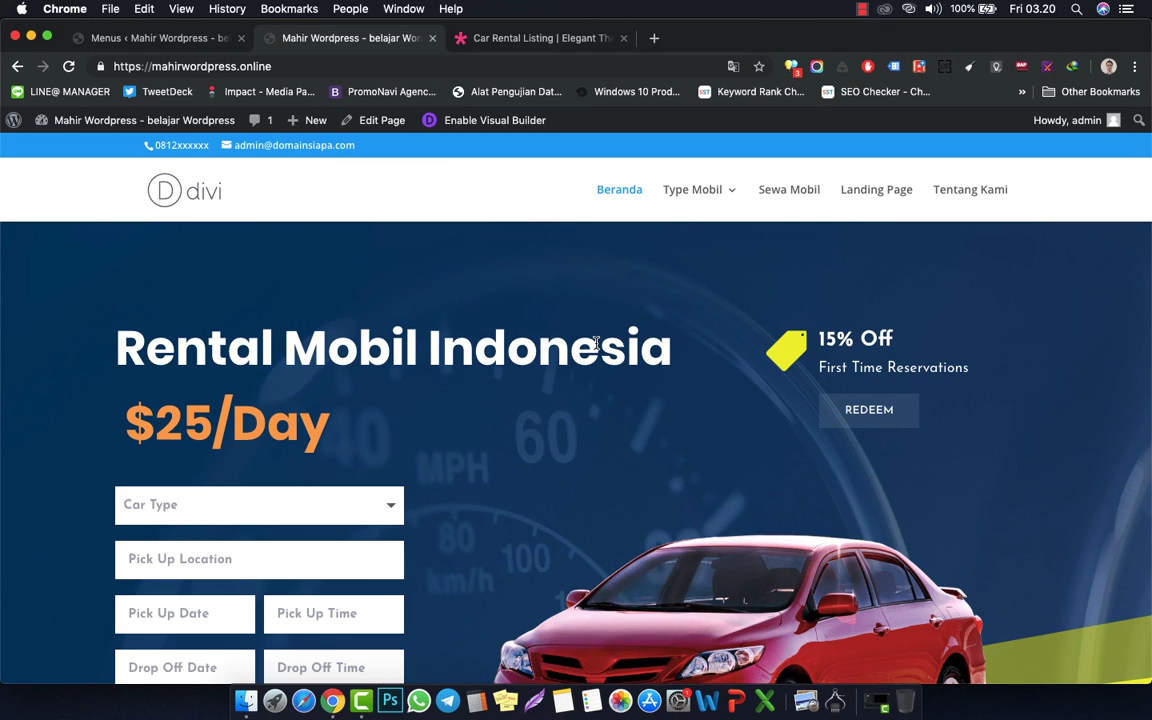 Chrome File Edit View History Bookmarks People Window Help 100% Fri 03.20
Menus ‹ Mahir Wordpress - be
Mahir Wordpress - belajar Wor
Car Rental Listing | Elegant Th
https://mahirwordpress.online
LINE@ MANAGER TweetDeck Impact - Media Pa... PromoNavi Agenc... Alat Pengujian Dat... Windows 10 Prod... Keyword Rank Ch... SEO Checker - Ch... » Other Bookmarks
Mahir Wordpress - belajar Wordpress 1 New Edit Page Enable Visual Builder Howdy, admin
0812xxxxxx admin@domainsiapa.com
divi
Beranda Type Mobil Sewa Mobil Landing Page Tentang Kami
Rental Mobil Indonesia
$25/Day
15% Off
First Time Reservations
REDEEM
40 60
MPH
80 100
km/h
Car Type
Pick Up Location
Pick Up Date Pick Up Time
Drop Off Date Drop Off Time